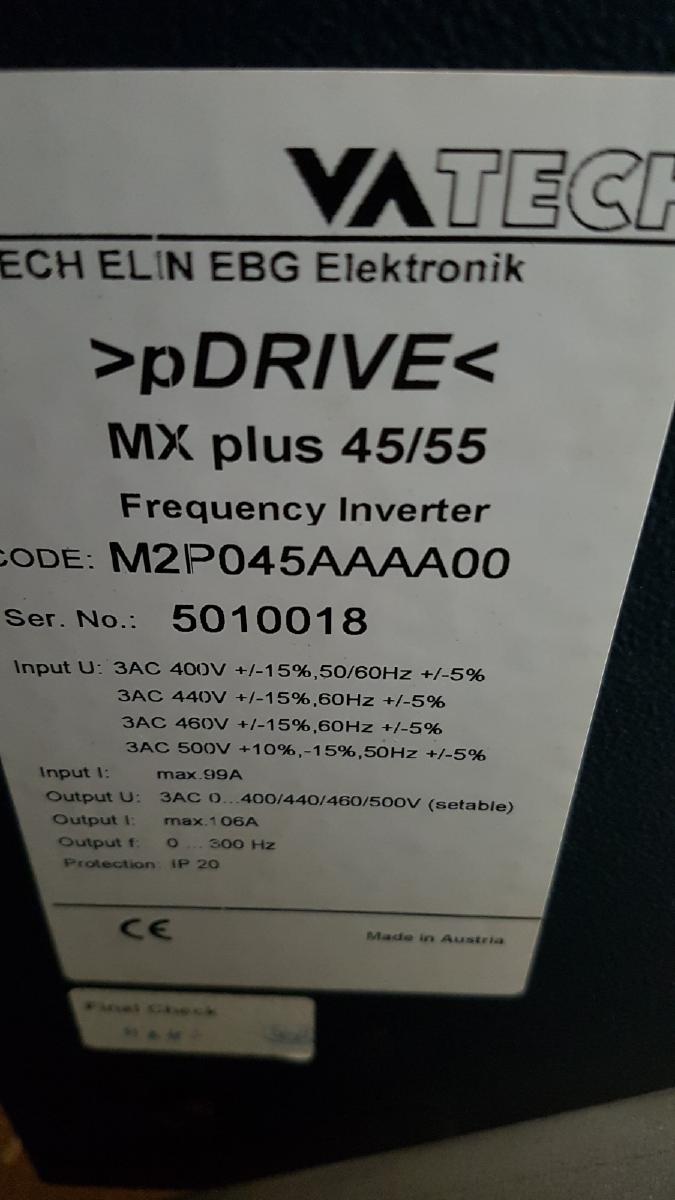 VATECH
ECH ELIN EBG Elektronik
>pDRIVE<
MX plus 45/55
Frequency Inverter
CODE: M2P045AAAA00
Ser. No.: 5010018
Input U: 3AC 400V +/-15%,50/60Hz +/-5%
3AC 440V +/-15%,60Hz +/-5%
3AC 460V +/-15%,60Hz +/-5%
3AC 500V +10%,-15%,50Hz +/-5%
Input I: max.99A
Output U: 3AC 0...400/440/460/500V (setable)
Output I: max.106A
Output f: 0 ... 300 Hz
Protection: IP 20
CE
Made in Austria
Final Check